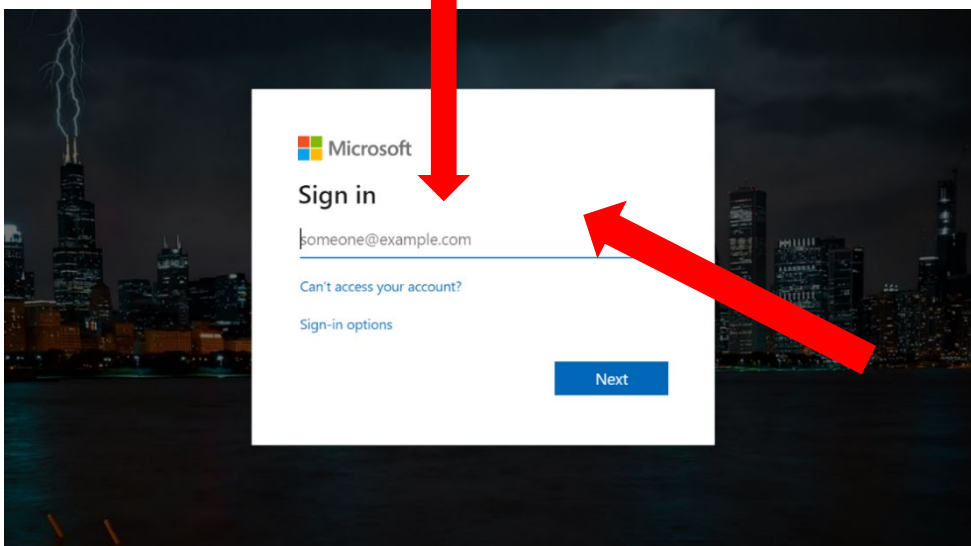 Microsoft
Sign in
someone@example.com
Can't access your account?
Sign-in options
Next